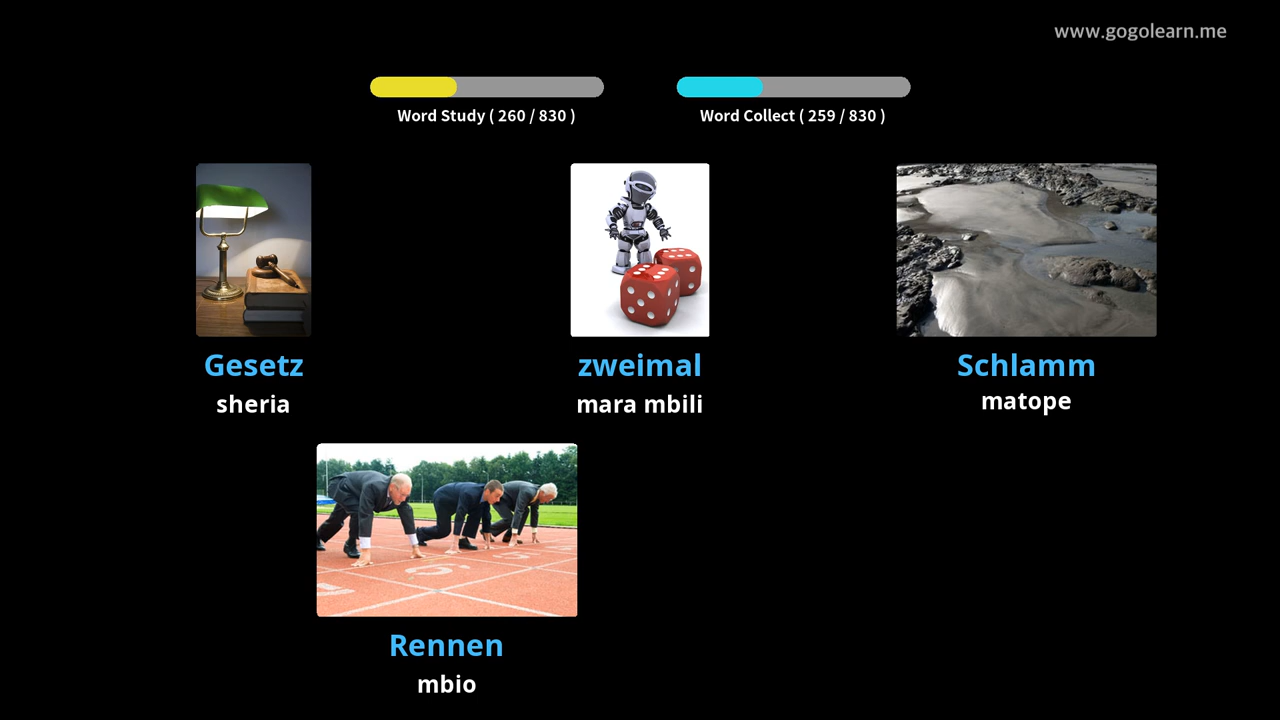 www.gogolearn.me
Word Study ( 260 / 830 )
Word Collect ( 259 / 830 )
Gesetz
sheria
zweimal
mara mbili
Schlamm
matope
Rennen
mbio